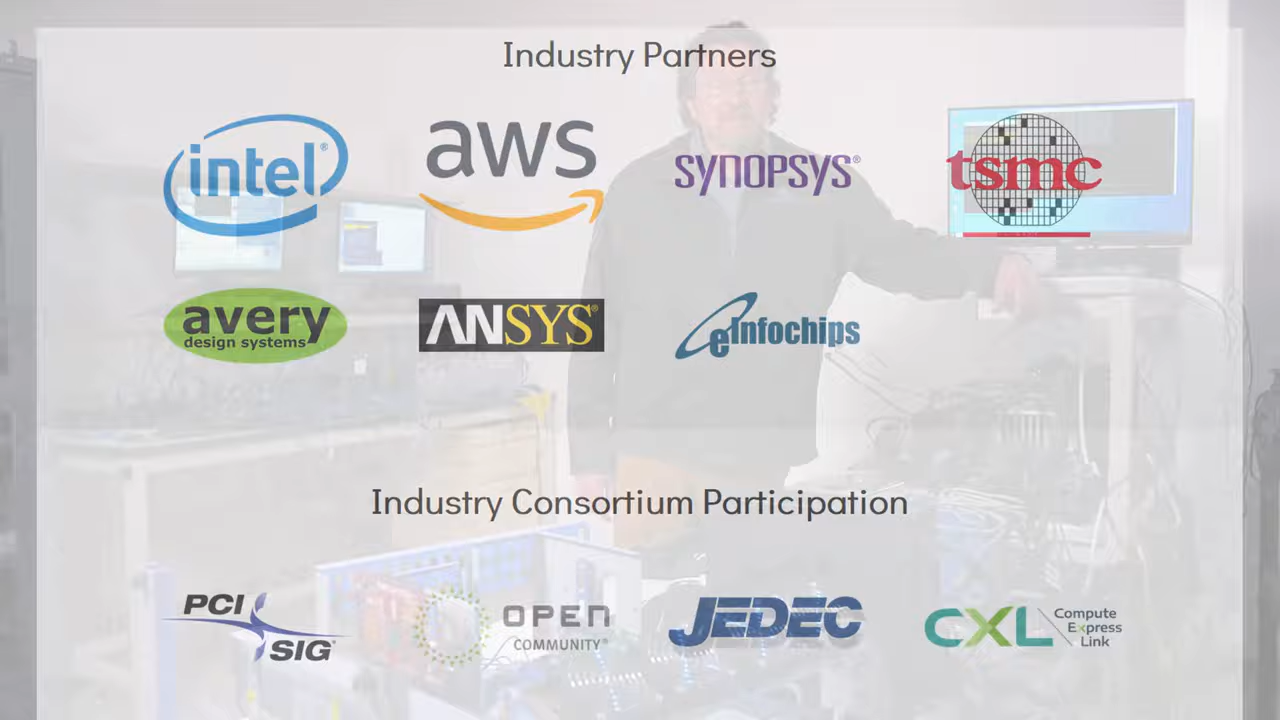 Industry Partners
intel®
aws
SYNOPSYS®
tsmc
avery
design systems
ANSYS®
eInfochips
Industry Consortium Participation
PCI
SIG
OPEN
COMMUNITY®
JEDEC
CXL
Compute
Express
Link